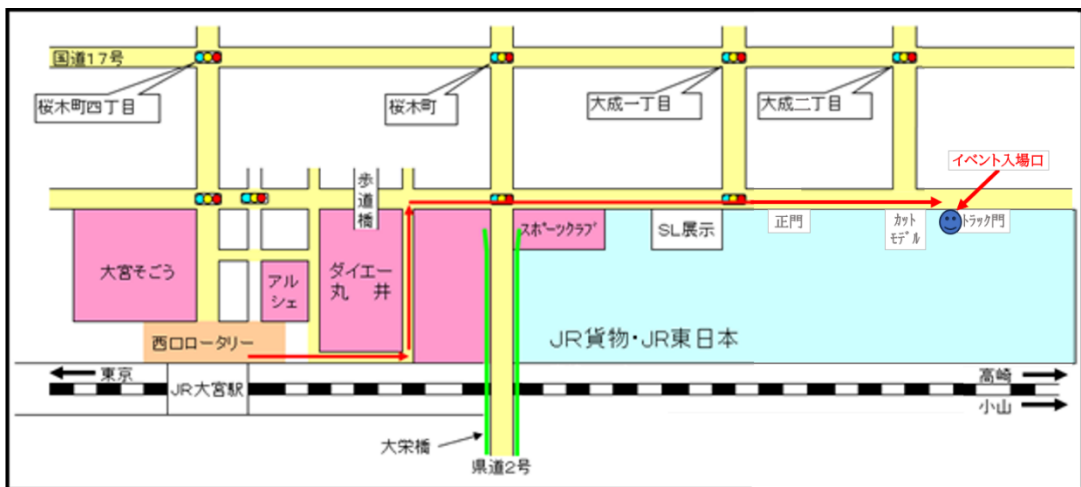 国道17号
桜木町四丁目
桜木町
大成一丁目
大成二丁目
イベント入場口
歩道橋
スポーツクラブ
SL展示
正門
カット
モデル
トラック門
大宮そごう
アル
シェ
ダイエー
丸井
西口ロータリー
JR貨物・JR東日本
東京
JR大宮駅
高崎
小山
大栄橋
県道2号